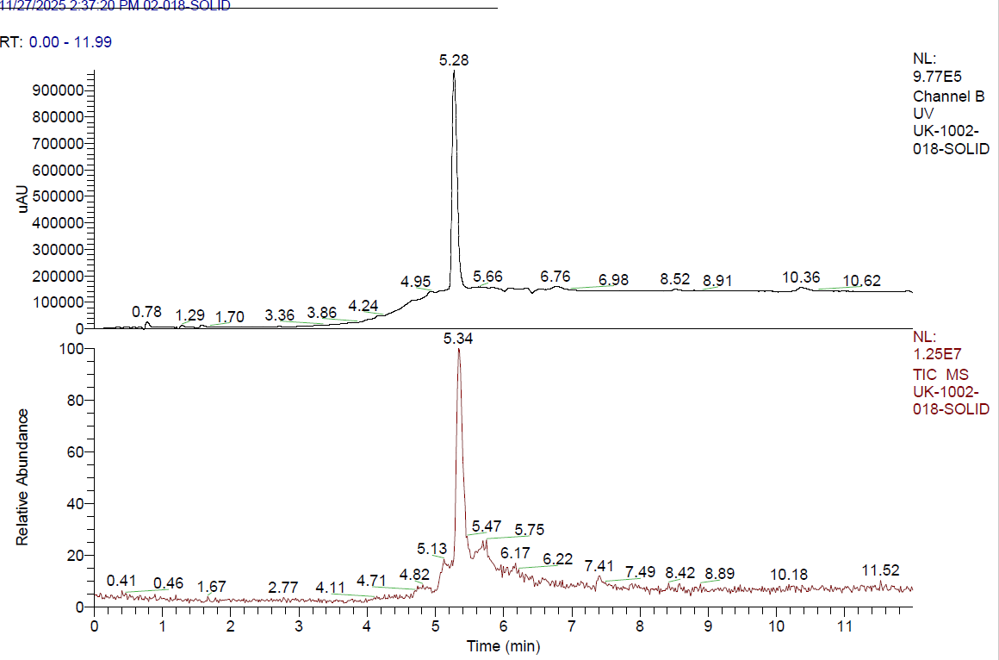 11/27/2025 2:37:20 PM 02-018-SOLID
RT: 0.00 - 11.99
NL:
9.77E5
Channel B
UV
UK-1002-
018-SOLID
5.28
900000
800000
700000
600000
500000
400000
300000
200000
100000
0
uAU
0.78
1.29
1.70
3.36
3.86
4.24
4.95
5.66
6.76
6.98
8.52
8.91
10.36
10.62
NL:
1.25E7
TIC MS
UK-1002-
018-SOLID
5.34
100
80
60
40
20
0
Relative Abundance
0.41
0.46
1.67
2.77
4.11
4.71
4.82
5.13
5.47
5.75
6.17
6.22
7.41
7.49
8.42
8.89
10.18
11.52
0 1 2 3 4 5 6 7 8 9 10 11
Time (min)